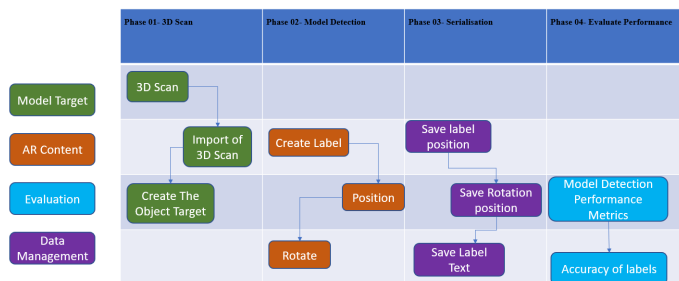 Phase 01- 3D Scan
Phase 02- Model Detection
Phase 03- Serialisation
Phase 04- Evaluate Performance
Model Target
AR Content
Evaluation
Data
Management
3D Scan
Import of
3D Scan
Create The
Object Target
Create Label
Position
Rotate
Save label
position
Save Rotation
position
Save Label
Text
Model Detection
Performance
Metrics
Accuracy of labels